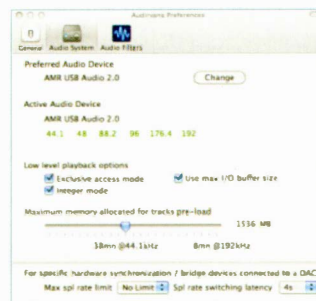 Audirvana Preferences
General Audio System Audio Filters
Preferred Audio Device
AMR USB Audio 2.0
Change
Active Audio Device
AMR USB Audio 2.0
44.1 48 88.2 96 176.4 192
Low level playback options
Exclusive access mode Use max I/O buffer size
Integer mode
Maximum memory allocated for tracks pre-load
1536 MB
38mn @44.1kHz 8mn @192kHz
For specific hardware synchronization / bridge devices connected to a DAC
Max spl rate limit No Limit Spl rate switching latency 4s